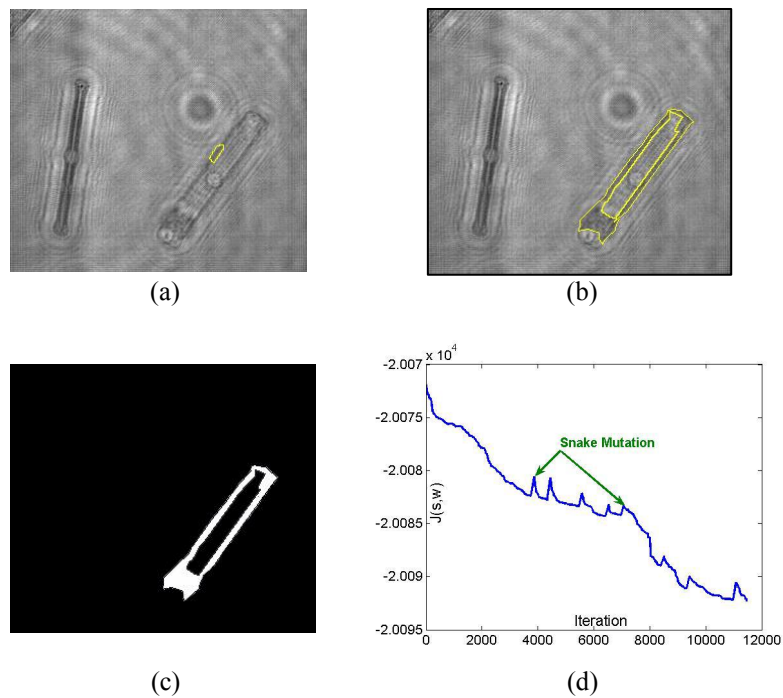 (a)
(b)
-2.007 x 10^4
-2.0075
-2.008
-2.0085
-2.009
-2.0095
J(s,w)
Snake Mutation
Iteration
0 2000 4000 6000 8000 10000 12000
(c)
(d)